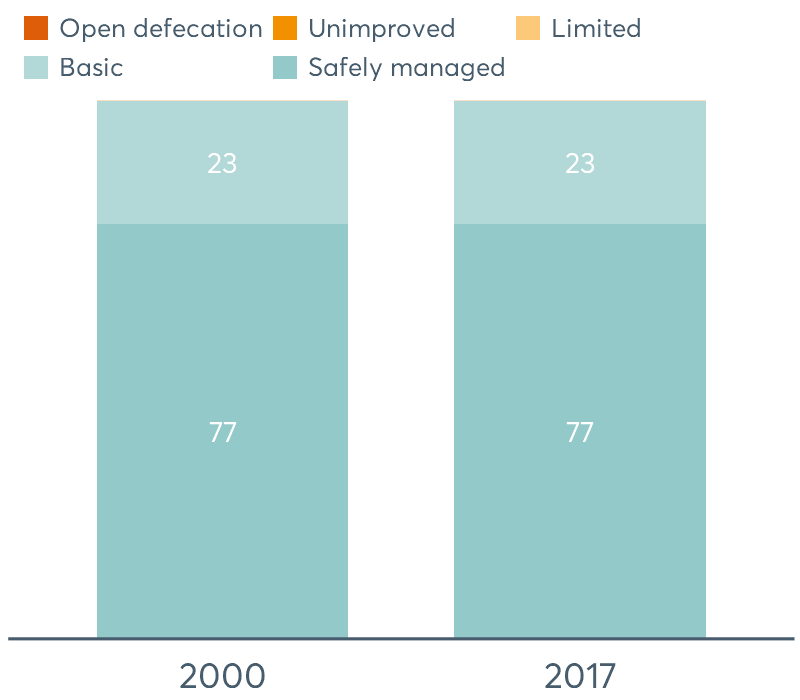 Open defecation Unimproved Limited
Basic Safely managed
23 23
77 77
2000 2017